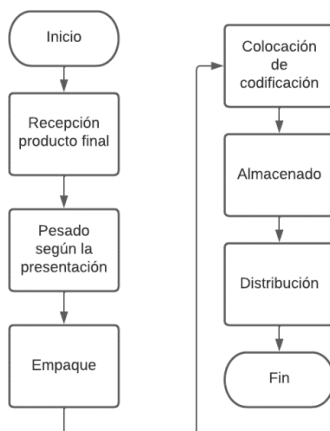 Inicio
Recepción
producto final
Pesado
según la
presentación
Empaque
Colocación
de
codificación
Almacenado
Distribución
Fin